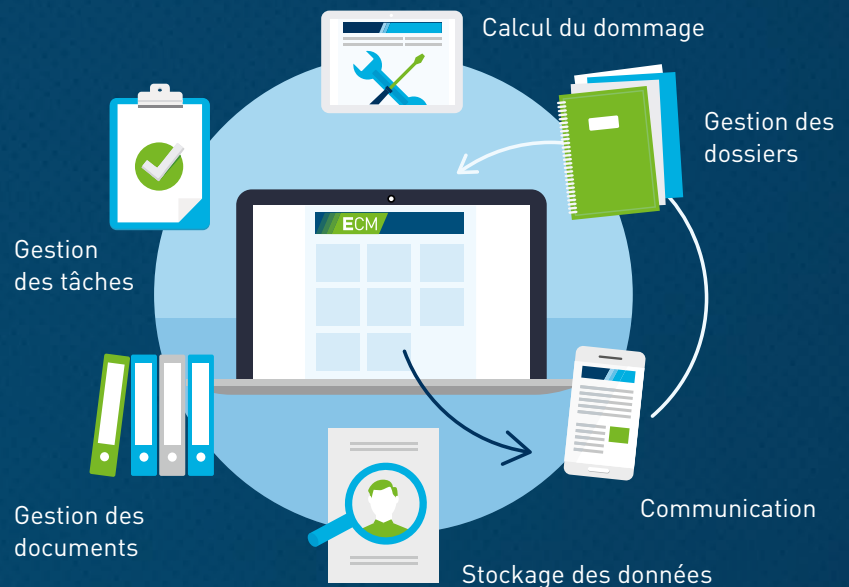 Calcul du dommage
Gestion des
dossiers
ECM
Gestion
des tâches
Communication
Gestion des
documents
Stockage des données